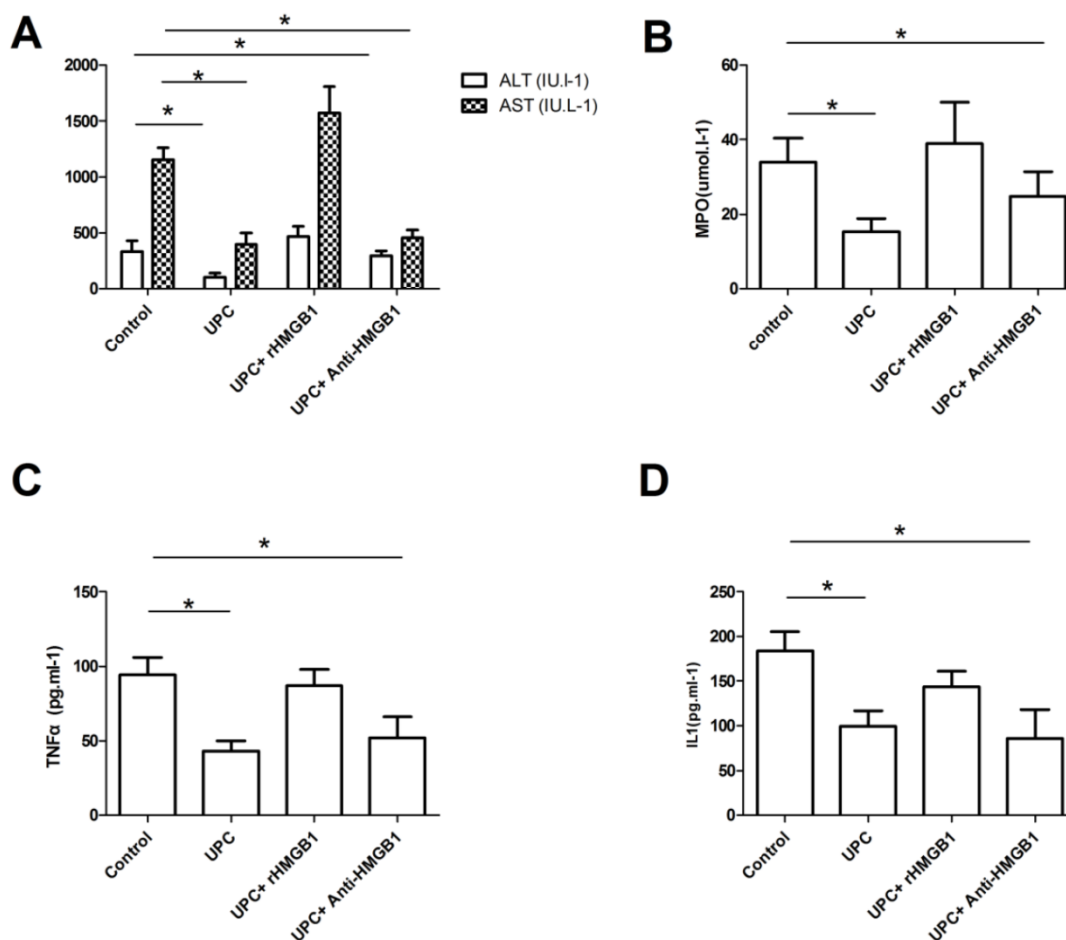 A
*
*
*
*
2000
1500
1000
500
0
Control
UPC
UPC+ rHMGB1
UPC+ Anti-HMGB1
ALT (IU.l-1)
AST (IU.L-1)
B
*
*
MPO(umol.l-1)
60
40
20
0
control
UPC
UPC+ rHMGB1
UPC+ Anti-HMGB1
C
*
*
TNFα (pg.ml-1)
150
100
50
0
Control
UPC
UPC+ rHMGB1
UPC+ Anti-HMGB1
D
*
*
IL1(pg.ml-1)
250
200
150
100
50
0
Control
UPC
UPC+ rHMGB1
UPC+ Anti-HMGB1